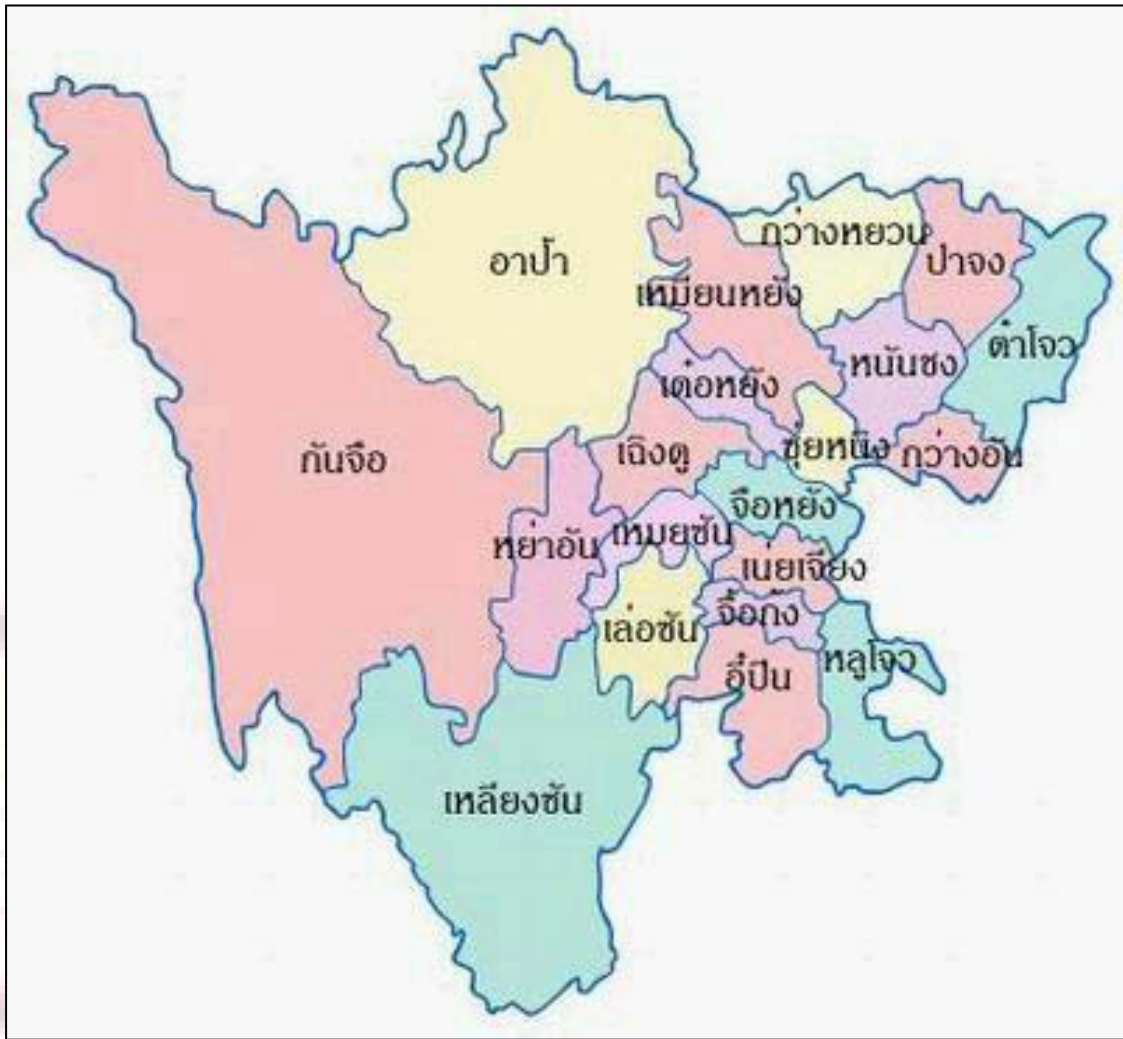 กว่างหยวน
ปาจง
อาป้า
เหมียนหยัง
ต๋าโจว
หนันชง
เต๋อหยัง
ซุ่ยหนิง
กว่างอัน
เฉิงตู
กันจือ
จือหยัง
เหมยซัน
หย่าอัน
เน่ยเจียง
จื้อก้ง
เล่อซัน
หลูโจว
อี๋ปิน
เหลียงซัน